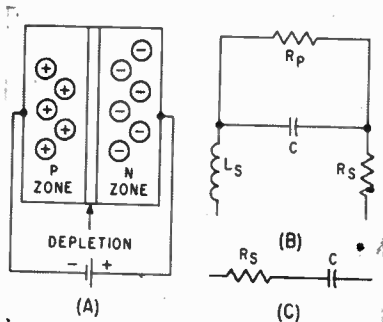 + + + + +
− − − − − −
P
ZONE
N
ZONE
DEPLETION
− +
(A)
RP
C
LS
RS
(B)
RS
C
(C)